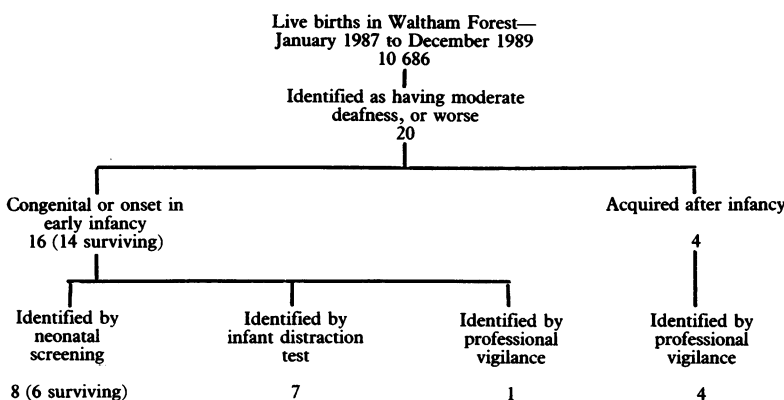 Live births in Waltham Forest—
January 1987 to December 1989
10 686
Identified as having moderate
deafness, or worse
20
Congenital or onset in
early infancy
16 (14 surviving)
Acquired after infancy
4
Identified by
neonatal
screening
8 (6 surviving)
Identified by
infant distraction
test
7
Identified by
professional
vigilance
1
Identified by
professional
vigilance
4